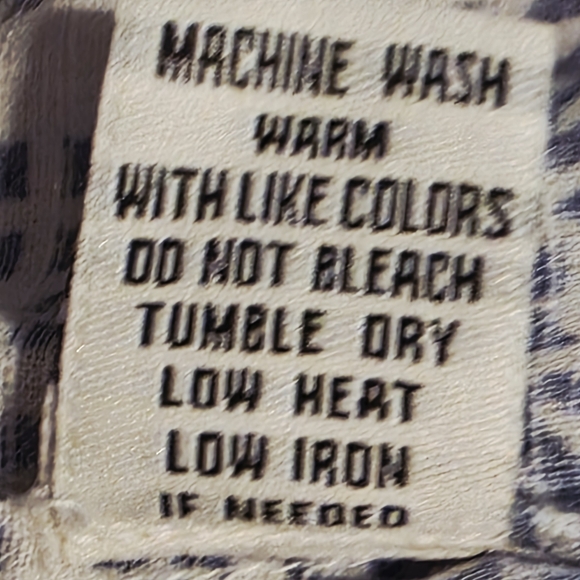 MACHINE WASH
WARM
WITH LIKE COLORS
DO NOT BLEACH
TUMBLE DRY
LOW HEAT
LOW IRON
IF NEEDED